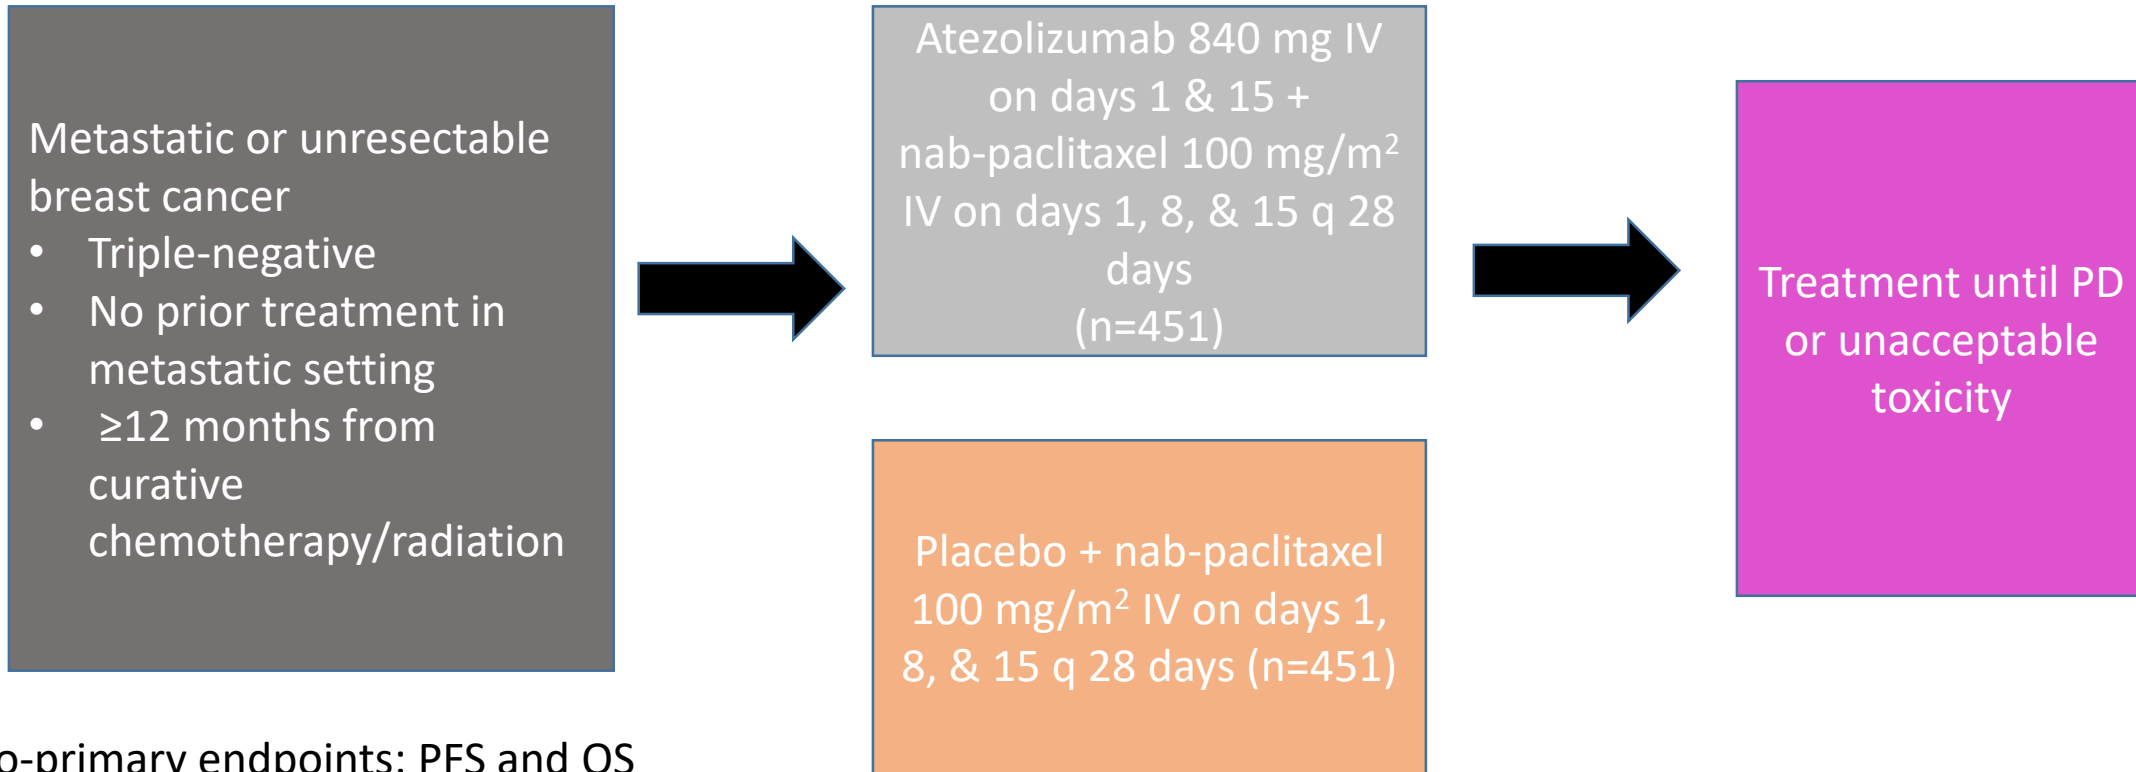 Metastatic or unresectable
breast cancer
• Triple-negative
• No prior treatment in
metastatic setting
• ≥12 months from
curative
chemotherapy/radiation
Atezolizumab 840 mg IV
on days 1 & 15 +
nab-paclitaxel 100 mg/m²
IV on days 1, 8, & 15 q 28
days
(n=451)
Placebo + nab-paclitaxel
100 mg/m² IV on days 1,
8, & 15 q 28 days (n=451)
Treatment until PD
or unacceptable
toxicity
o-primary endpoints: PFS and OS